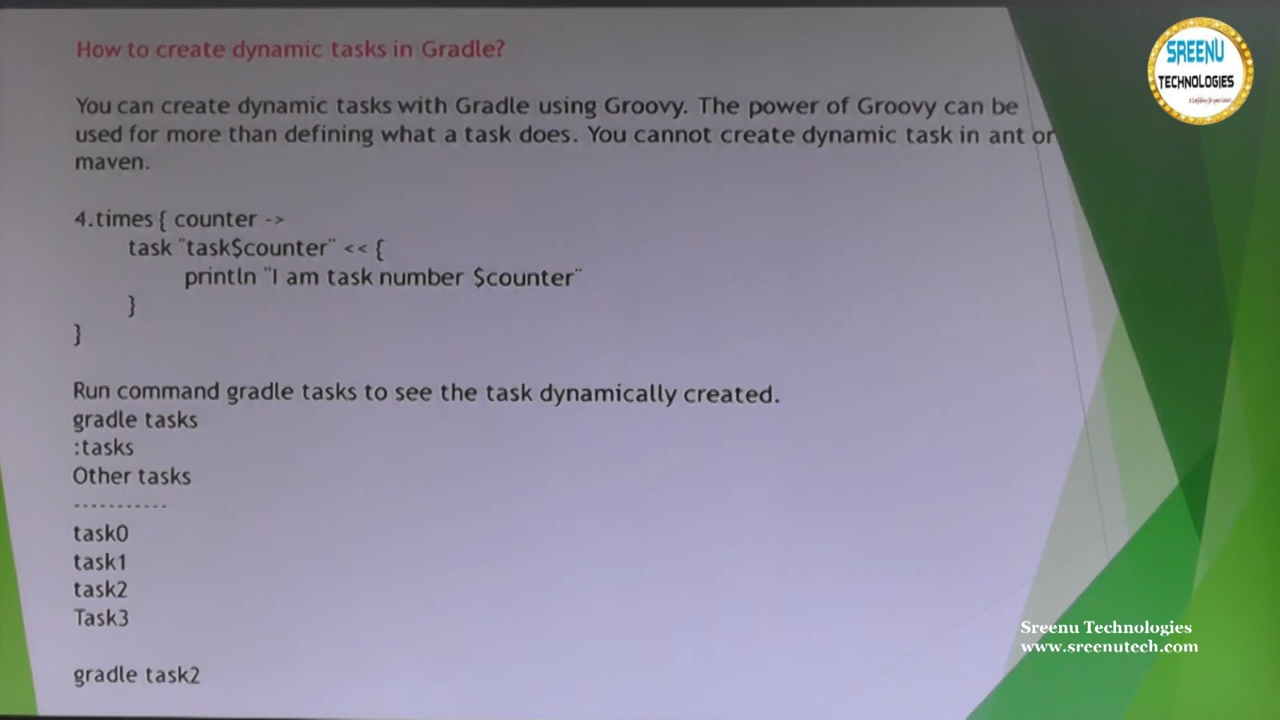 How to create dynamic tasks in Gradle?
SREENU
TECHNOLOGIES
You can create dynamic tasks with Gradle using Groovy. The power of Groovy can be
used for more than defining what a task does. You cannot create dynamic task in ant or
maven.
4.times { counter ->
task "task$counter" << {
println "I am task number $counter"
}
}
Run command gradle tasks to see the task dynamically created.
gradle tasks
:tasks
Other tasks
-----------
task0
task1
task2
Task3
gradle task2
Sreenu Technologies
www.sreenutech.com